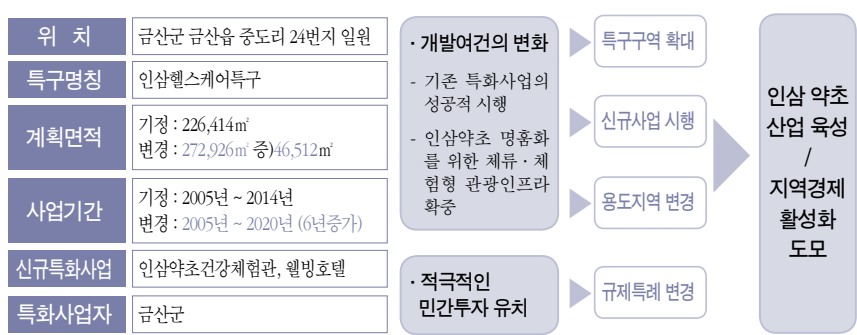 위 치
금산군 금산읍 중도리 24번지 일원
특구명칭
인삼헬스케어특구
계획면적
기정 : 226,414㎡
변경 : 272,926㎡ 증)46,512㎡
사업기간
기정 : 2005년 ~ 2014년
변경 : 2005년 ~ 2020년 (6년증가)
신규특화사업
인삼약초건강체험관, 웰빙호텔
특화사업자
금산군
· 개발여건의 변화
- 기존 특화사업의
성공적 시행
- 인삼약초 명홈화
를 위한 체류 · 체
험형 관광인프라
확중
· 적극적인
민간투자 유치
특구구역 확대
신규사업 시행
용도지역 변경
규제특례 변경
인삼 약초
산업 육성
/
지역경제
활성화
도모